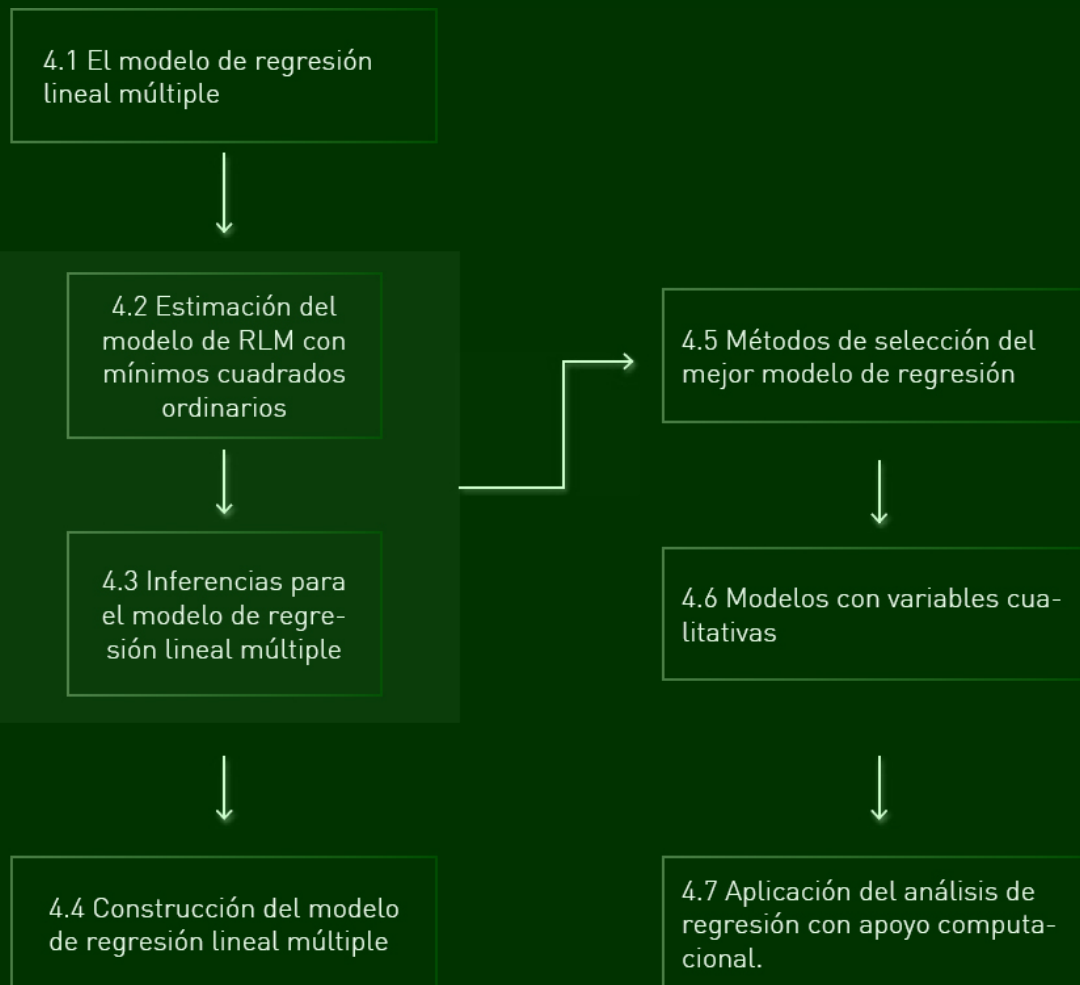 4.1 El modelo de regresión
lineal múltiple
4.2 Estimación del
modelo de RLM con
mínimos cuadrados
ordinarios
4.3 Inferencias para
el modelo de regre-
sión lineal múltiple
4.4 Construcción del modelo
de regresión lineal múltiple
4.5 Métodos de selección del
mejor modelo de regresión
4.6 Modelos con variables cua-
litativas
4.7 Aplicación del análisis de
regresión con apoyo computa-
cional.